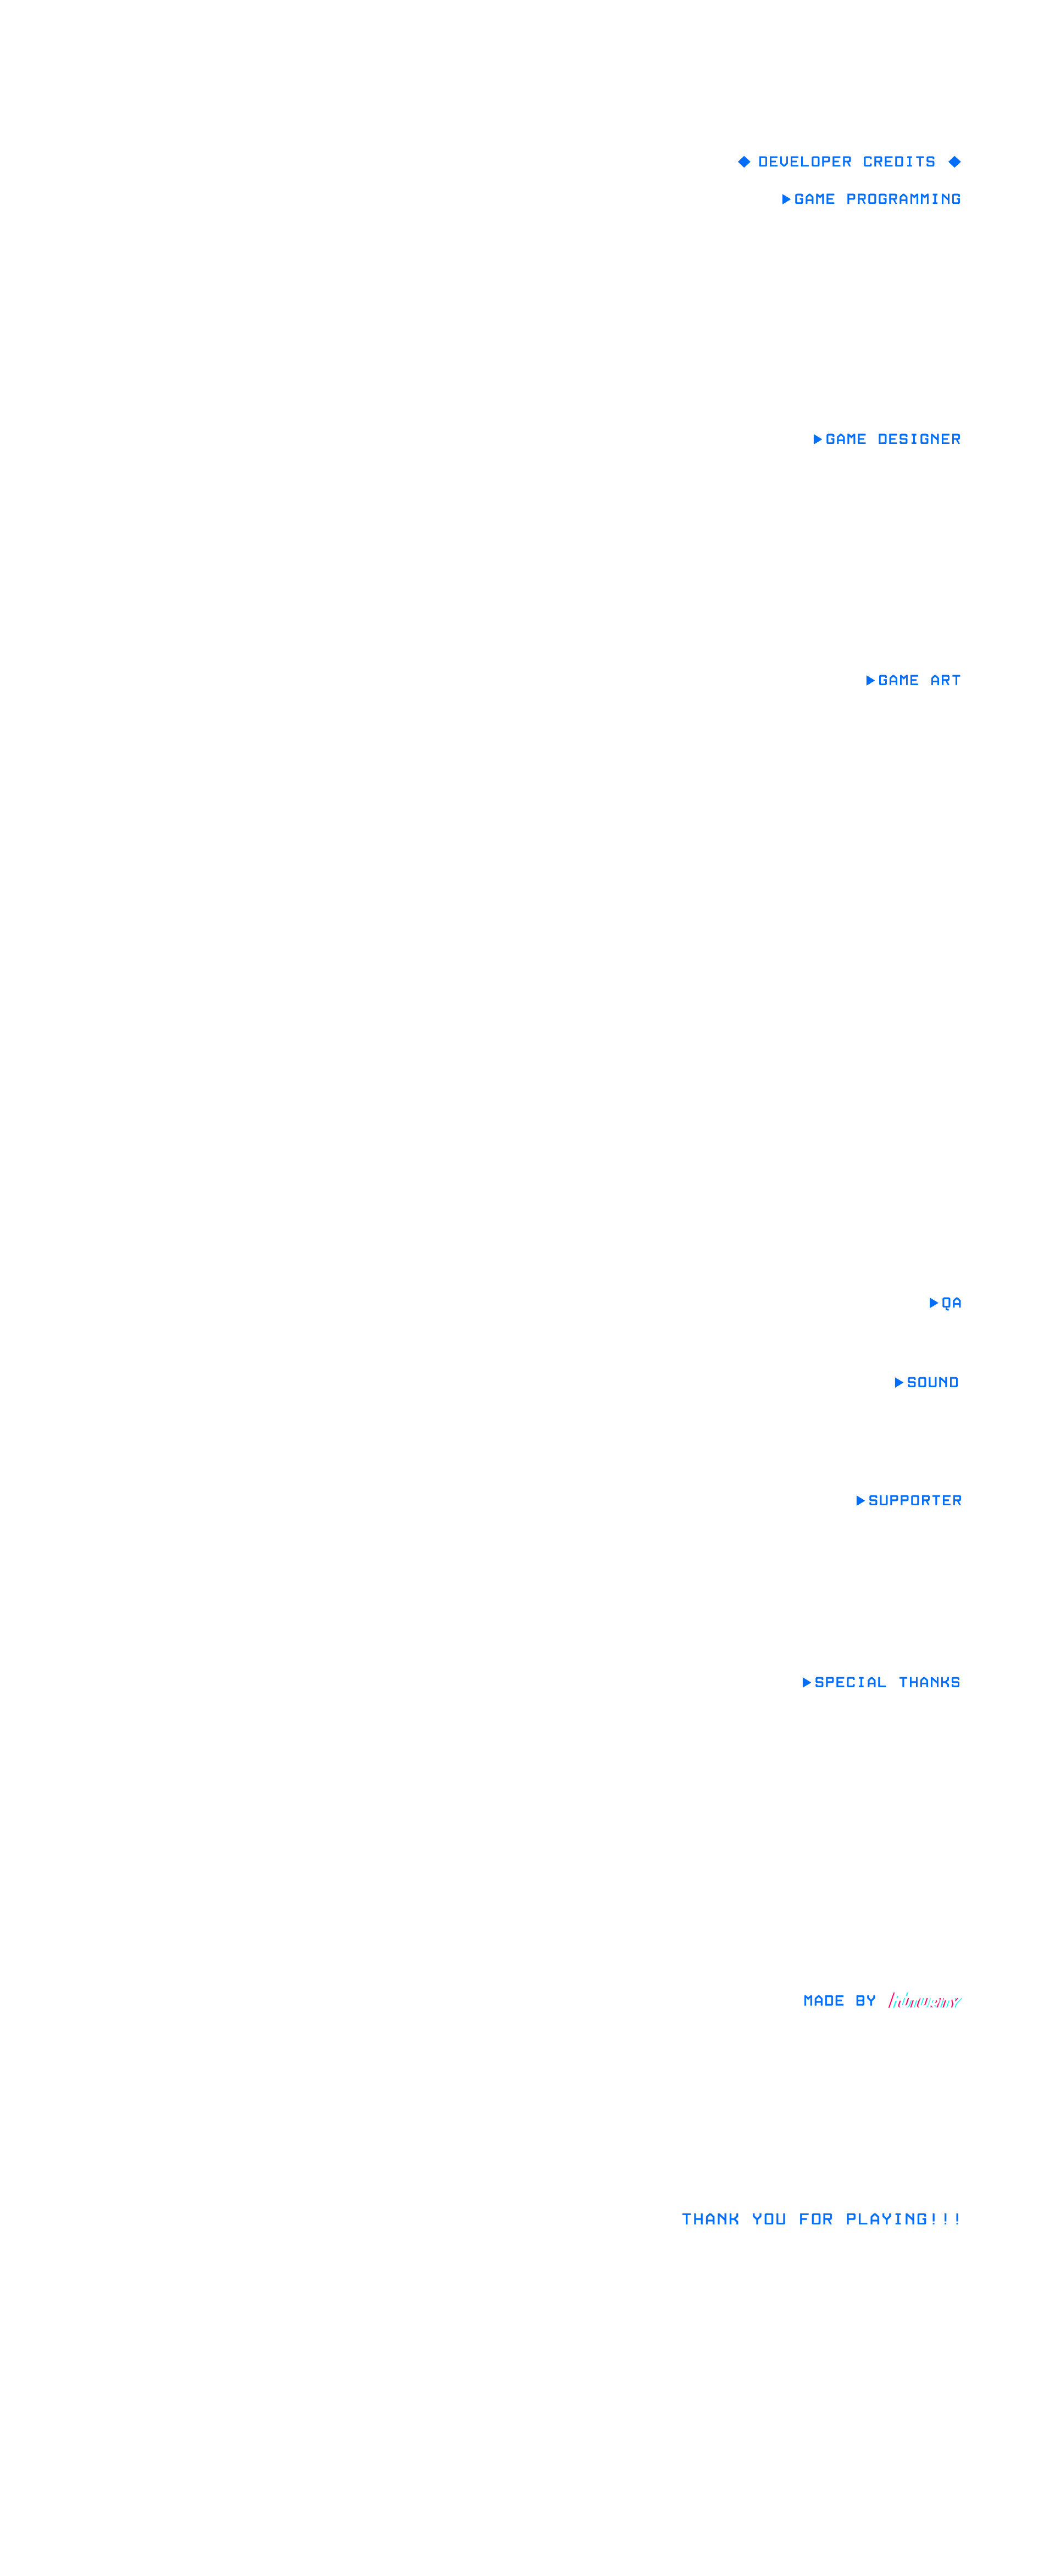 ◆ DEVELOPER CREDITS ◆
▶GAME PROGRAMMING
▶GAME DESIGNER
▶GAME ART
▶QA
▶SOUND
▶SUPPORTER
▶SPECIAL THANKS
MADE BY
THANK YOU FOR PLAYING!!!